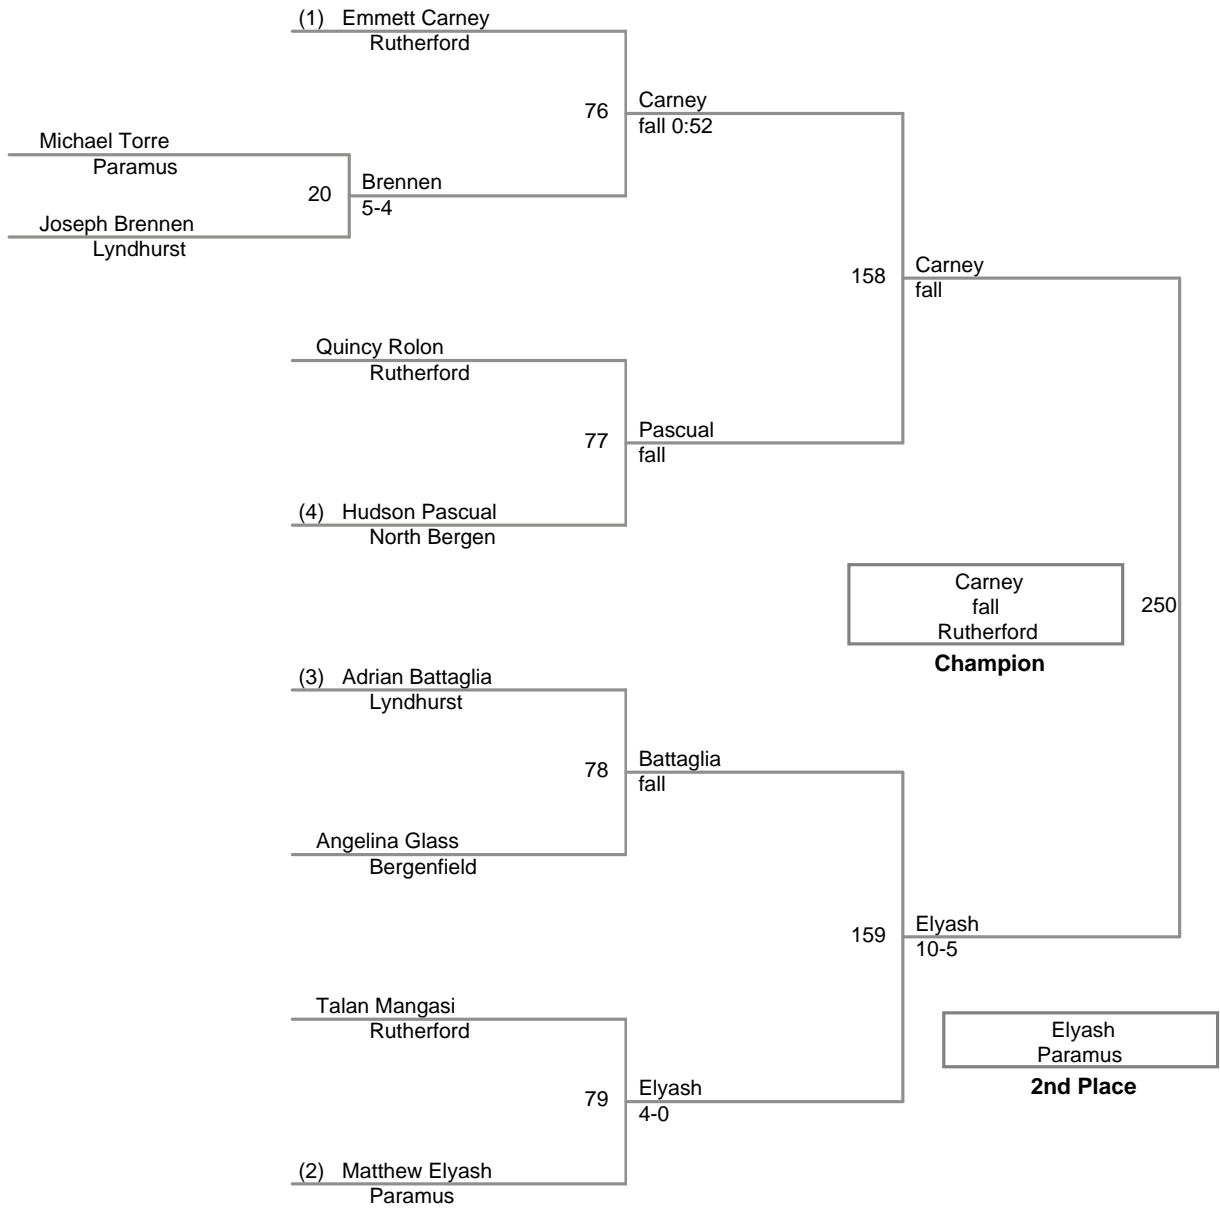 (1) Emmett Carney
Rutherford
76
Carney
fall 0:52
Michael Torre
Paramus
20
Brennen
5-4
Joseph Brennen
Lyndhurst
158
Carney
fall
Quincy Rolon
Rutherford
77
Pascual
fall
(4) Hudson Pascual
North Bergen
Carney
fall
Rutherford
Champion
250
(3) Adrian Battaglia
Lyndhurst
78
Battaglia
fall
Angelina Glass
Bergenfield
159
Elyash
10-5
Talan Mangasi
Rutherford
Elyash
Paramus
2nd Place
79
Elyash
4-0
(2) Matthew Elyash
Paramus